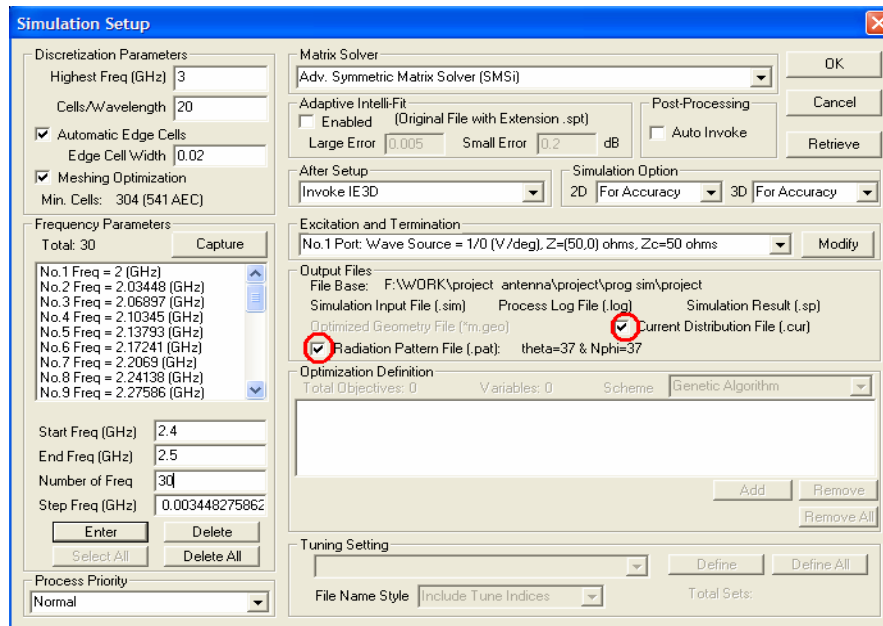 Simulation Setup
Discretization Parameters
Highest Freq (GHz) 3
Cells/Wavelength 20
Automatic Edge Cells
Edge Cell Width 0.02
Meshing Optimization
Min. Cells: 304 (541 AEC)
Frequency Parameters
Total: 30 Capture
No.1 Freq = 2 (GHz)
No.2 Freq = 2.03448 (GHz)
No.3 Freq = 2.06897 (GHz)
No.4 Freq = 2.10345 (GHz)
No.5 Freq = 2.13793 (GHz)
No.6 Freq = 2.17241 (GHz)
No.7 Freq = 2.2069 (GHz)
No.8 Freq = 2.24138 (GHz)
No.9 Freq = 2.27586 (GHz)
Start Freq (GHz) 2.4
End Freq (GHz) 2.5
Number of Freq 30
Step Freq (GHz) 0.003448275862
Enter Delete
Select All Delete All
Process Priority
Normal
Matrix Solver
Adv. Symmetric Matrix Solver (SMSi)
Adaptive Intelli-Fit
Enabled (Original File with Extension .spt)
Large Error 0.005 Small Error 0.2 dB
Post-Processing
Auto Invoke
OK
Cancel
Retrieve
After Setup
Invoke IE3D
Simulation Option
2D For Accuracy 3D For Accuracy
Excitation and Termination
No.1 Port: Wave Source = 1/0 (V/deg), Z=(50,0) ohms, Zc=50 ohms Modify
Output Files
File Base: F:\WORK\project antenna\project\prog sim\project
Simulation Input File (.sim) Process Log File (.log) Simulation Result (.sp)
Optimized Geometry File (*m.geo) Current Distribution File (.cur)
Radiation Pattern File (.pat): theta=37 & Nphi=37
Optimization Definition
Total Objectives: 0 Variables: 0 Scheme Genetic Algorithm
Add Remove
Remove All
Tuning Setting
Define Define All
File Name Style Include Tune Indices Total Sets: